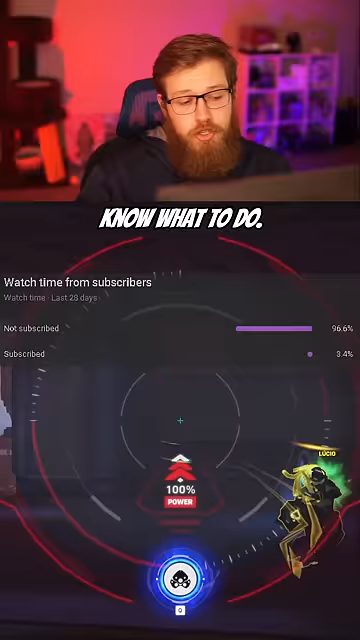 KNOW WHAT TO DO.
Watch time from subscribers
Watch time · Last 28 days
Not subscribed 96.6%
Subscribed 3.4%
LÚCIO
100%
POWER
Q